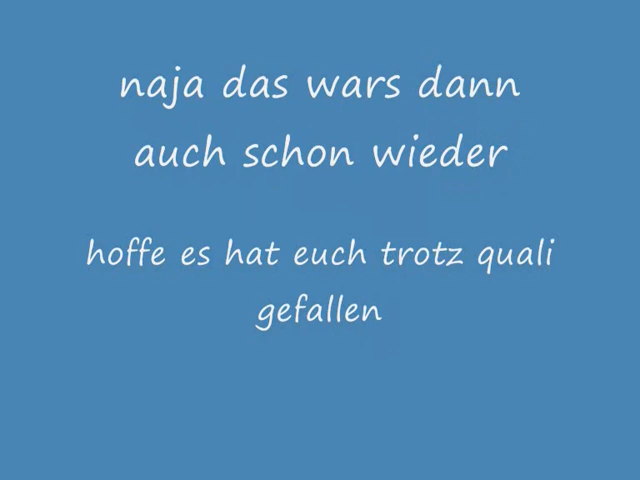 naja das wars dann
auch schon wieder
hoffe es hat euch trotz quali
gefallen